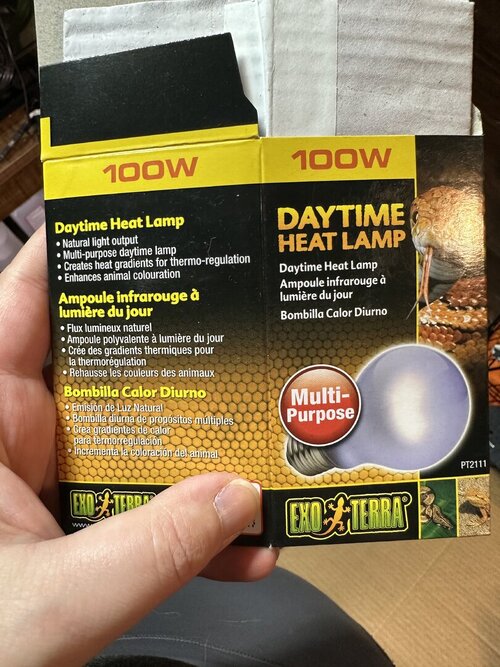 100W
Daytime Heat Lamp
• Natural light output
• Multi-purpose daytime lamp
• Creates heat gradients for thermo-regulation
• Enhances animal colouration
Ampoule infrarouge à
lumière du jour
• Flux lumineux naturel
• Ampoule polyvalente à lumière du jour
• Crée des gradients thermiques pour
la thermorégulation
• Rehausse les couleurs des animaux
Bombilla Calor Diurno
• Emisión de Luz Natural
• Bombilla diurna de propósitos múltiples
• Crea gradientes de calor
para termorregulación
• Incrementa la coloración del animal
EXO TERRA
100W
DAYTIME
HEAT LAMP
Daytime Heat Lamp
Ampoule infrarouge à
lumière du jour
Bombilla Calor Diurno
Multi-
Purpose
PT2111
EXO TERRA®